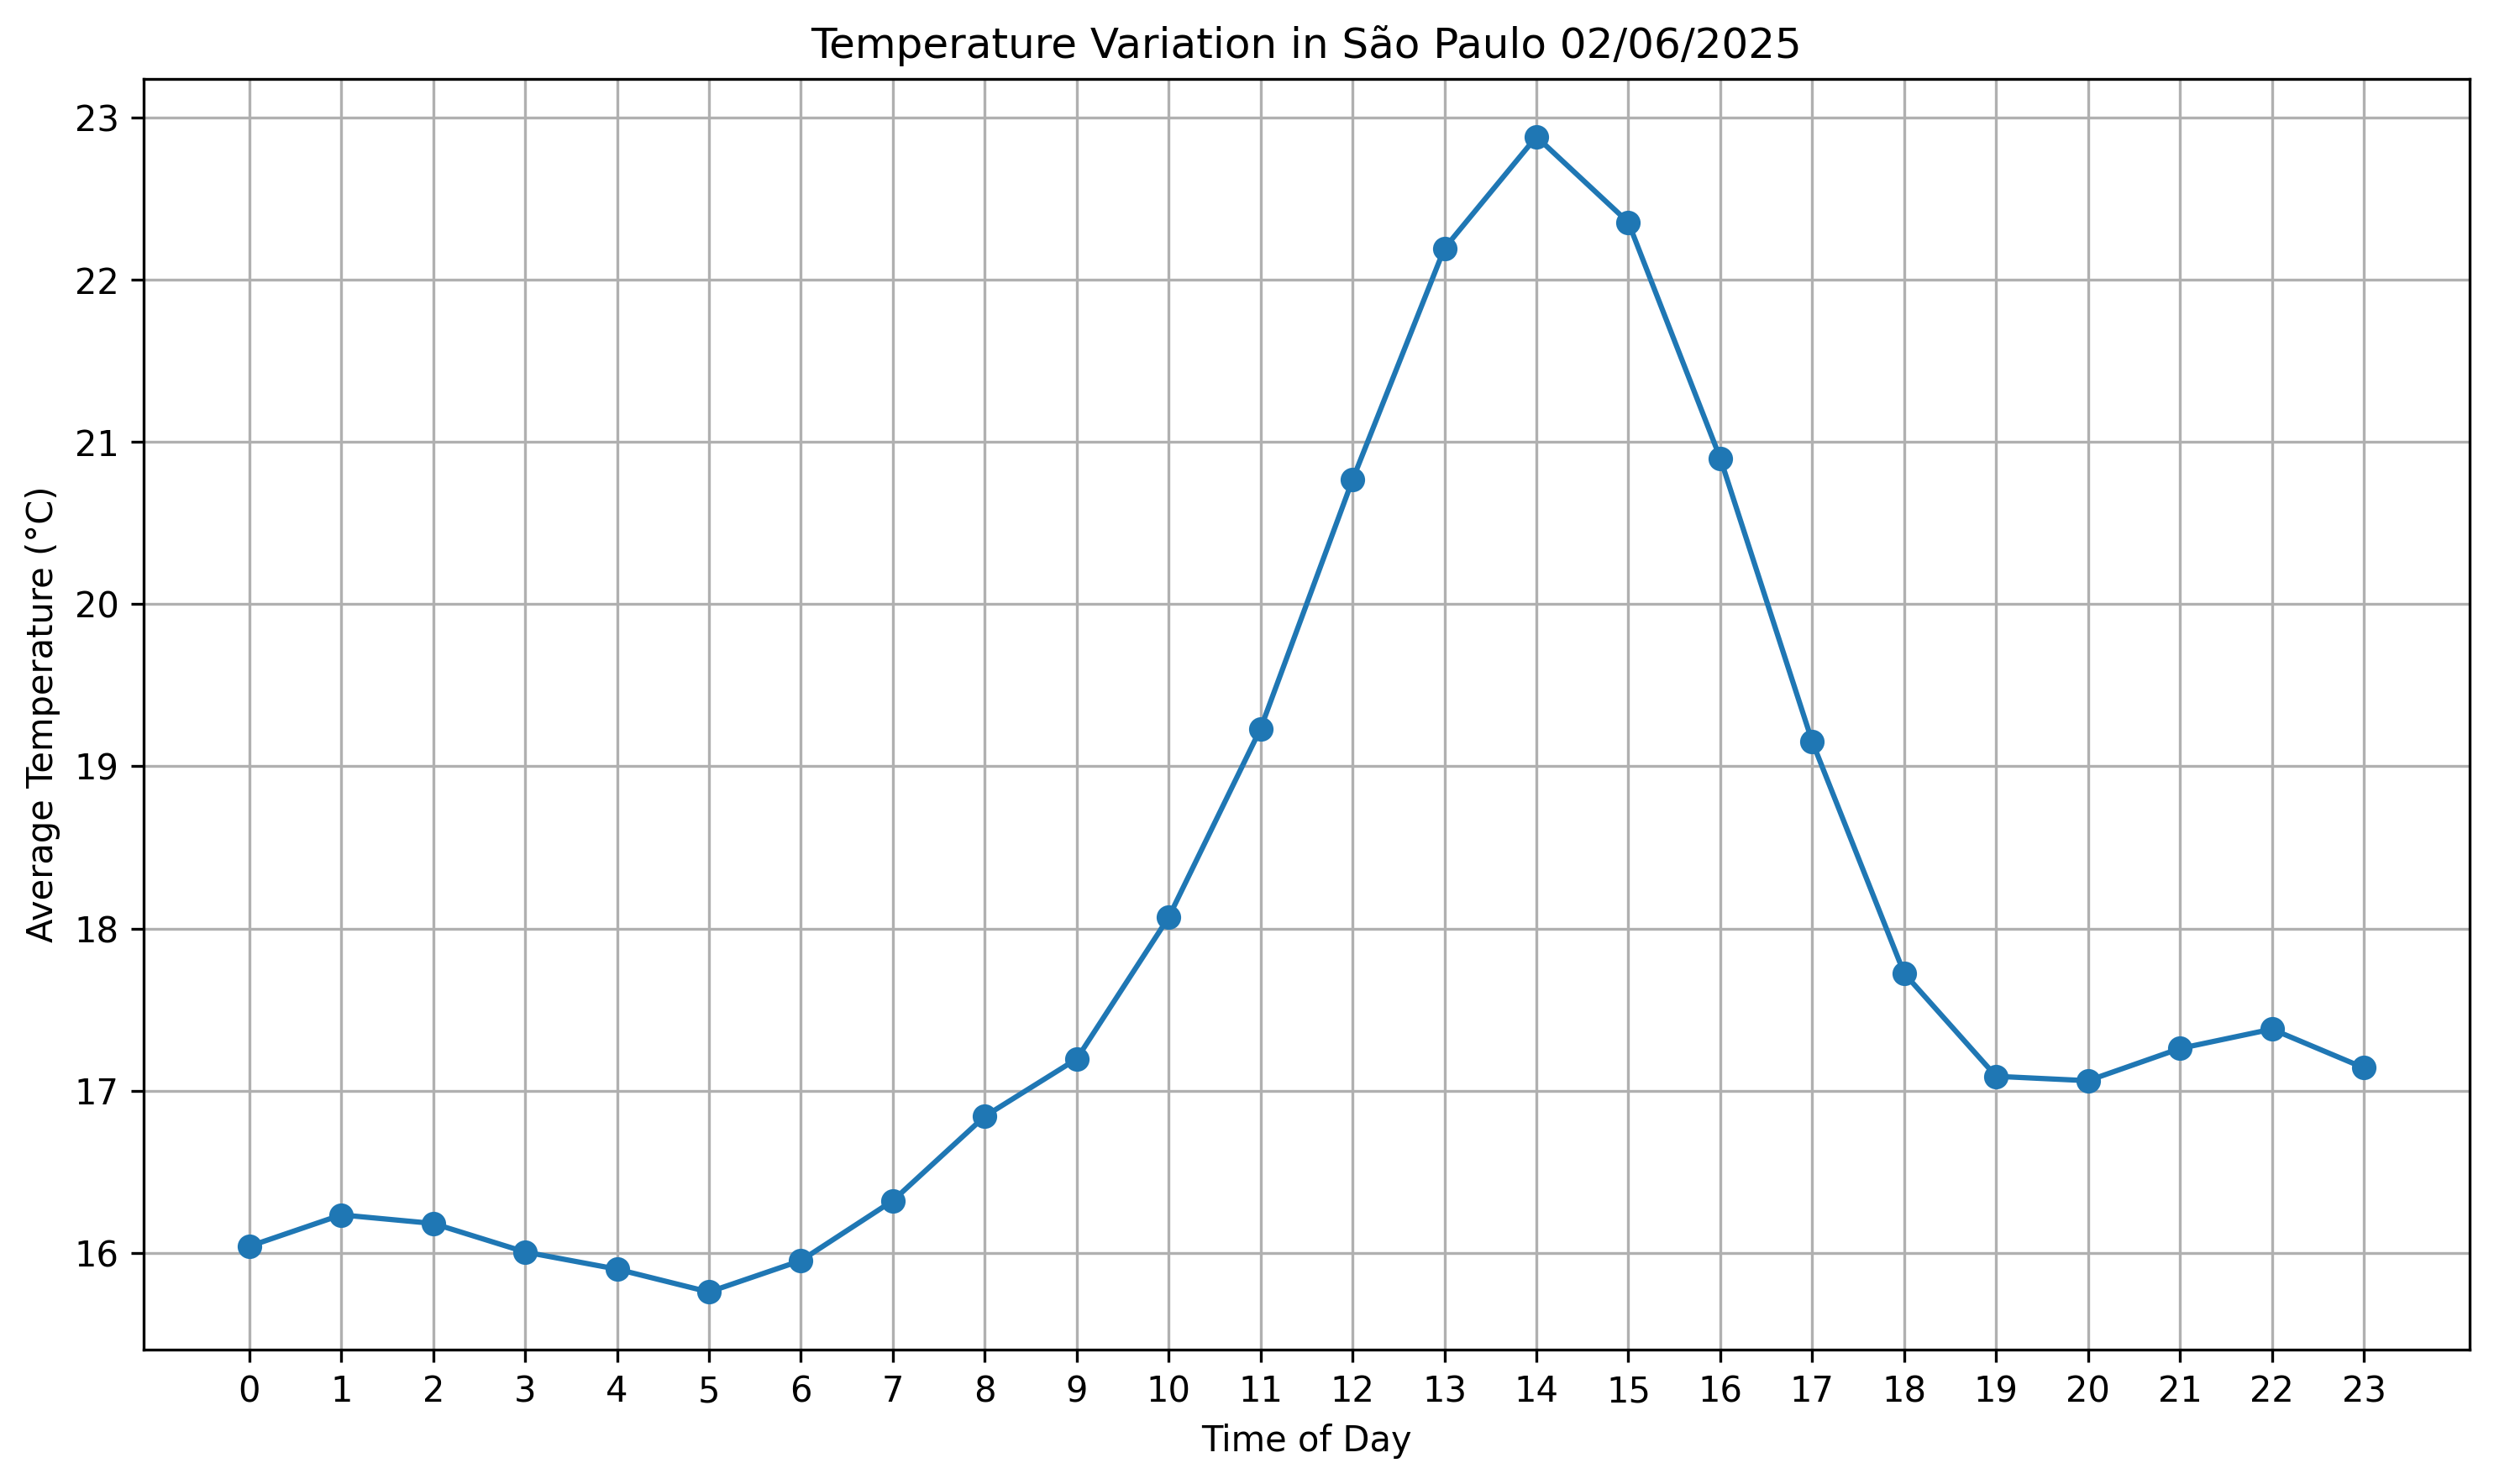 Temperature Variation in São Paulo 02/06/2025
23
22
21
20
19
18
17
16
Average Temperature (°C)
0 1 2 3 4 5 6 7 8 9 10 11 12 13 14 15 16 17 18 19 20 21 22 23
Time of Day